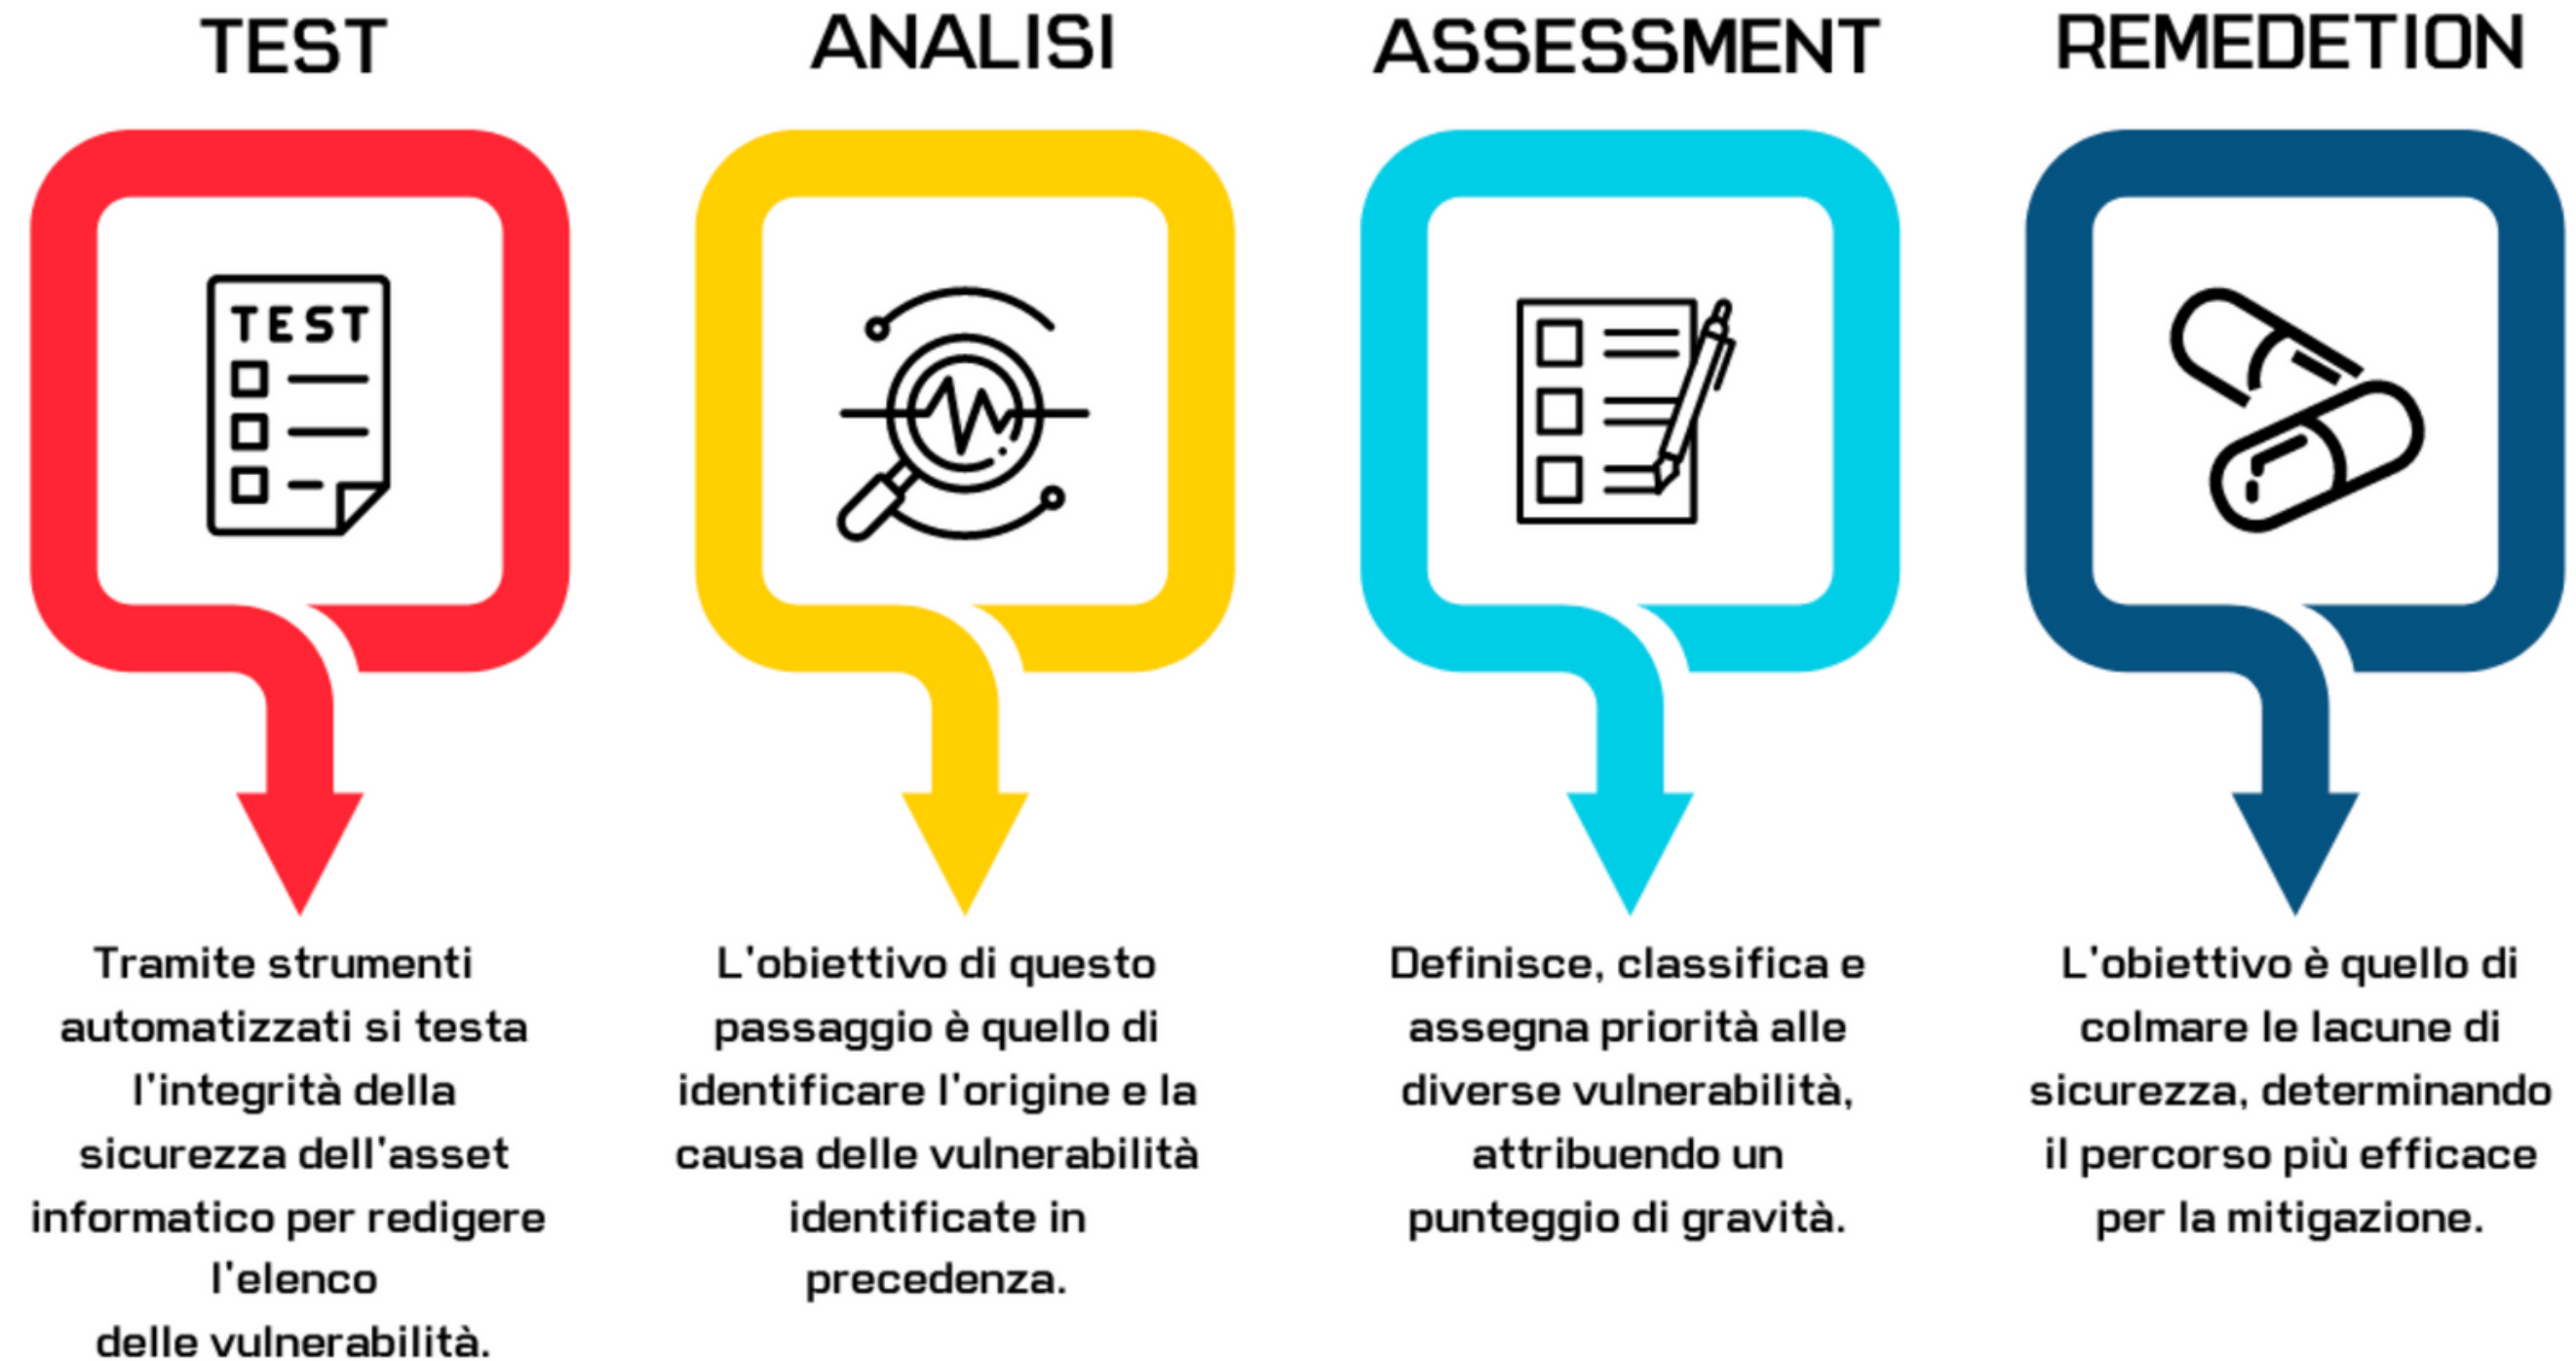 TEST
TEST
Tramite strumenti
automatizzati si testa
l'integrità della
sicurezza dell'asset
informatico per redigere
l'elenco
delle vulnerabilità.
ANALISI
L'obiettivo di questo
passaggio è quello di
identificare l'origine e la
causa delle vulnerabilità
identificate in
precedenza.
ASSESSMENT
Definisce, classifica e
assegna priorità alle
diverse vulnerabilità,
attribuendo un
punteggio di gravità.
REMEDETION
L'obiettivo è quello di
colmare le lacune di
sicurezza, determinando
il percorso più efficace
per la mitigazione.